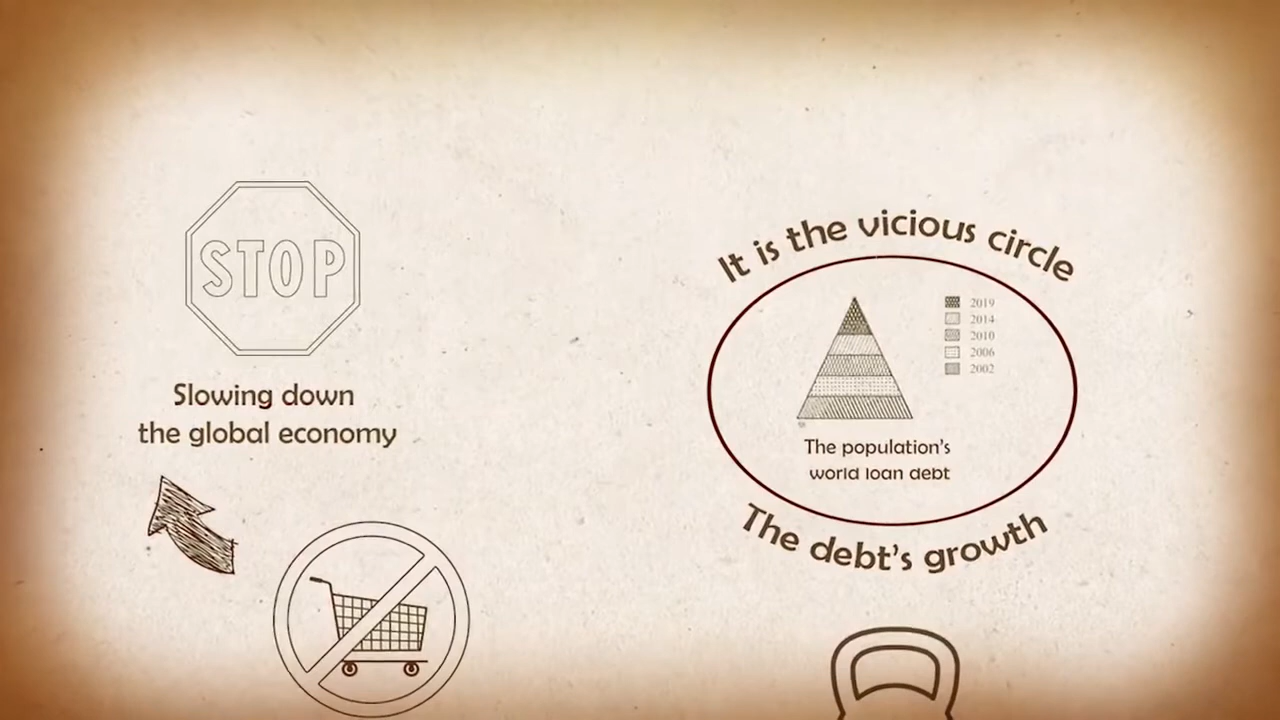 STOP
Slowing down
the global economy
It is the vicious circle
2019
2014
2010
2006
2002
The population's
world loan debt
The debt's growth